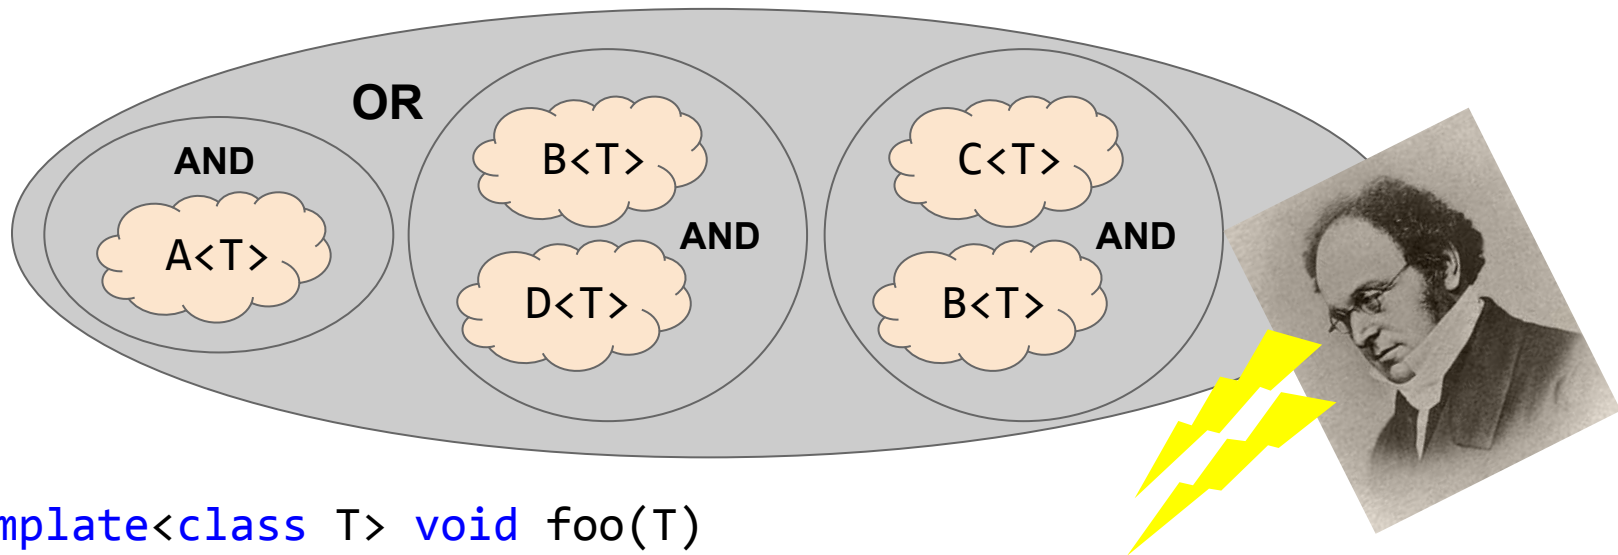 OR
AND
A<T>
B<T>
AND
D<T>
C<T>
AND
B<T>
mplate<class T> void foo(T)